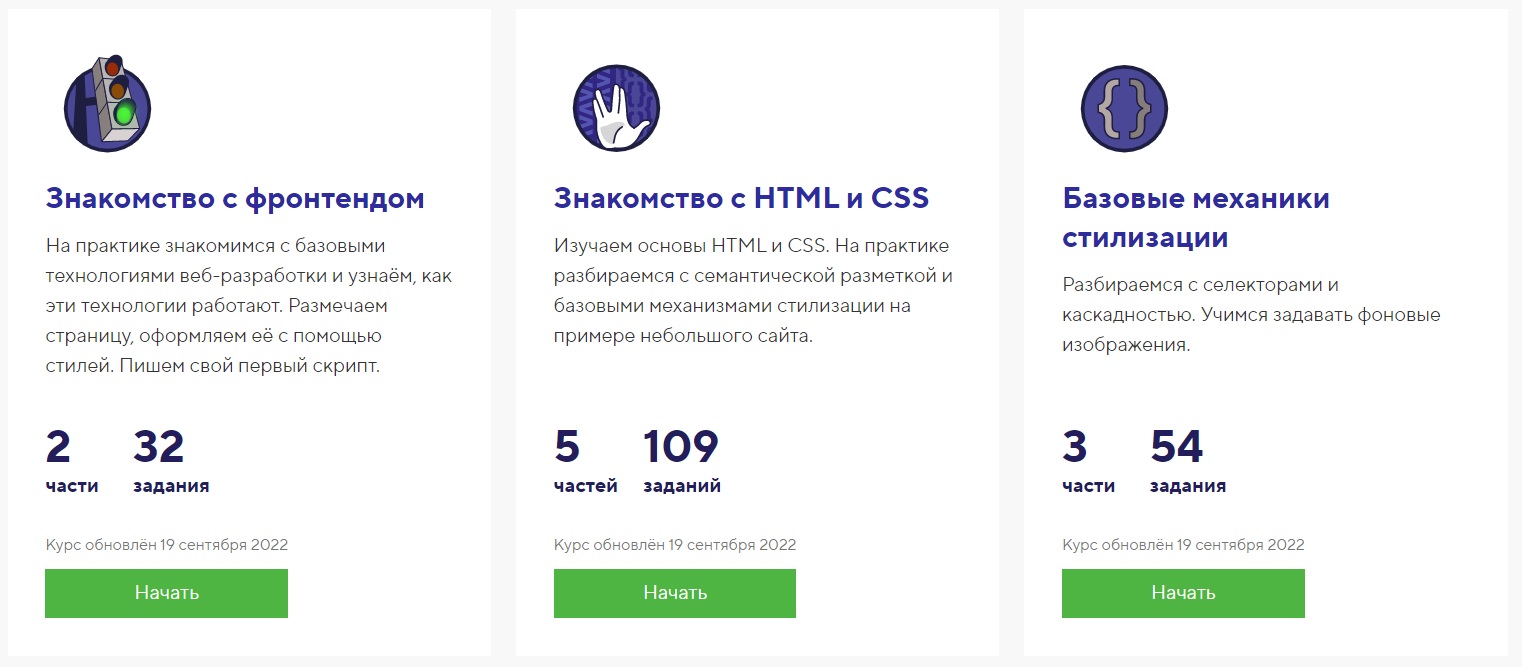 Знакомство с фронтендом
На практике знакомимся с базовыми
технологиями веб-разработки и узнаём, как
эти технологии работают. Размечаем
страницу, оформляем её с помощью
стилей. Пишем свой первый скрипт.
2 32
части задания
Курс обновлён 19 сентября 2022
Начать
Знакомство с HTML и CSS
Изучаем основы HTML и CSS. На практике
разбираемся с семантической разметкой и
базовыми механизмами стилизации на
примере небольшого сайта.
5 109
частей заданий
Курс обновлён 19 сентября 2022
Начать
Базовые механики
стилизации
Разбираемся с селекторами и
каскадностью. Учимся задавать фоновые
изображения.
3 54
части задания
Курс обновлён 19 сентября 2022
Начать